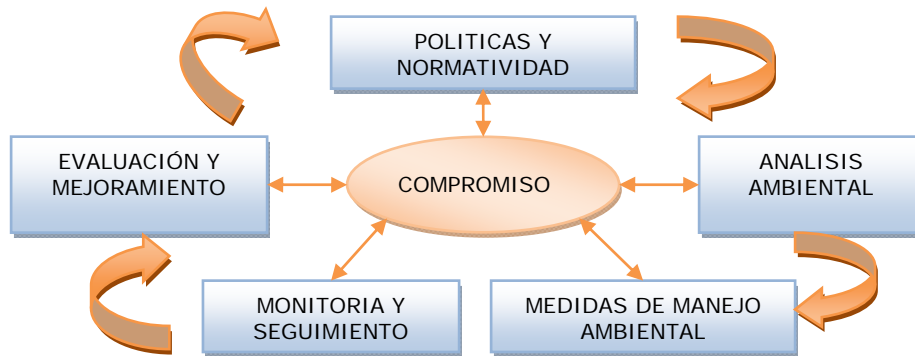 POLITICAS Y
NORMATIVIDAD
EVALUACIÓN Y
MEJORAMIENTO
COMPROMISO
ANALISIS
AMBIENTAL
MONITORIA Y
SEGUIMIENTO
MEDIDAS DE MANEJO
AMBIENTAL